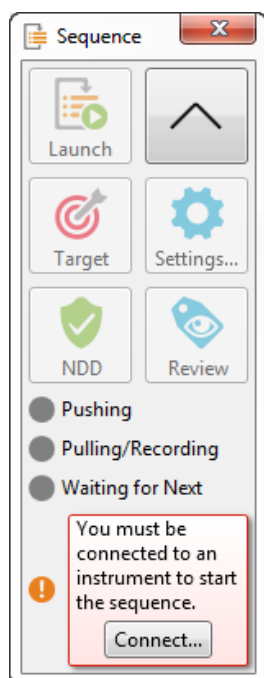 Sequence
Launch
Target
Settings...
NDD
Review
Pushing
Pulling/Recording
Waiting for Next
You must be
connected to an
instrument to start
the sequence.
Connect...